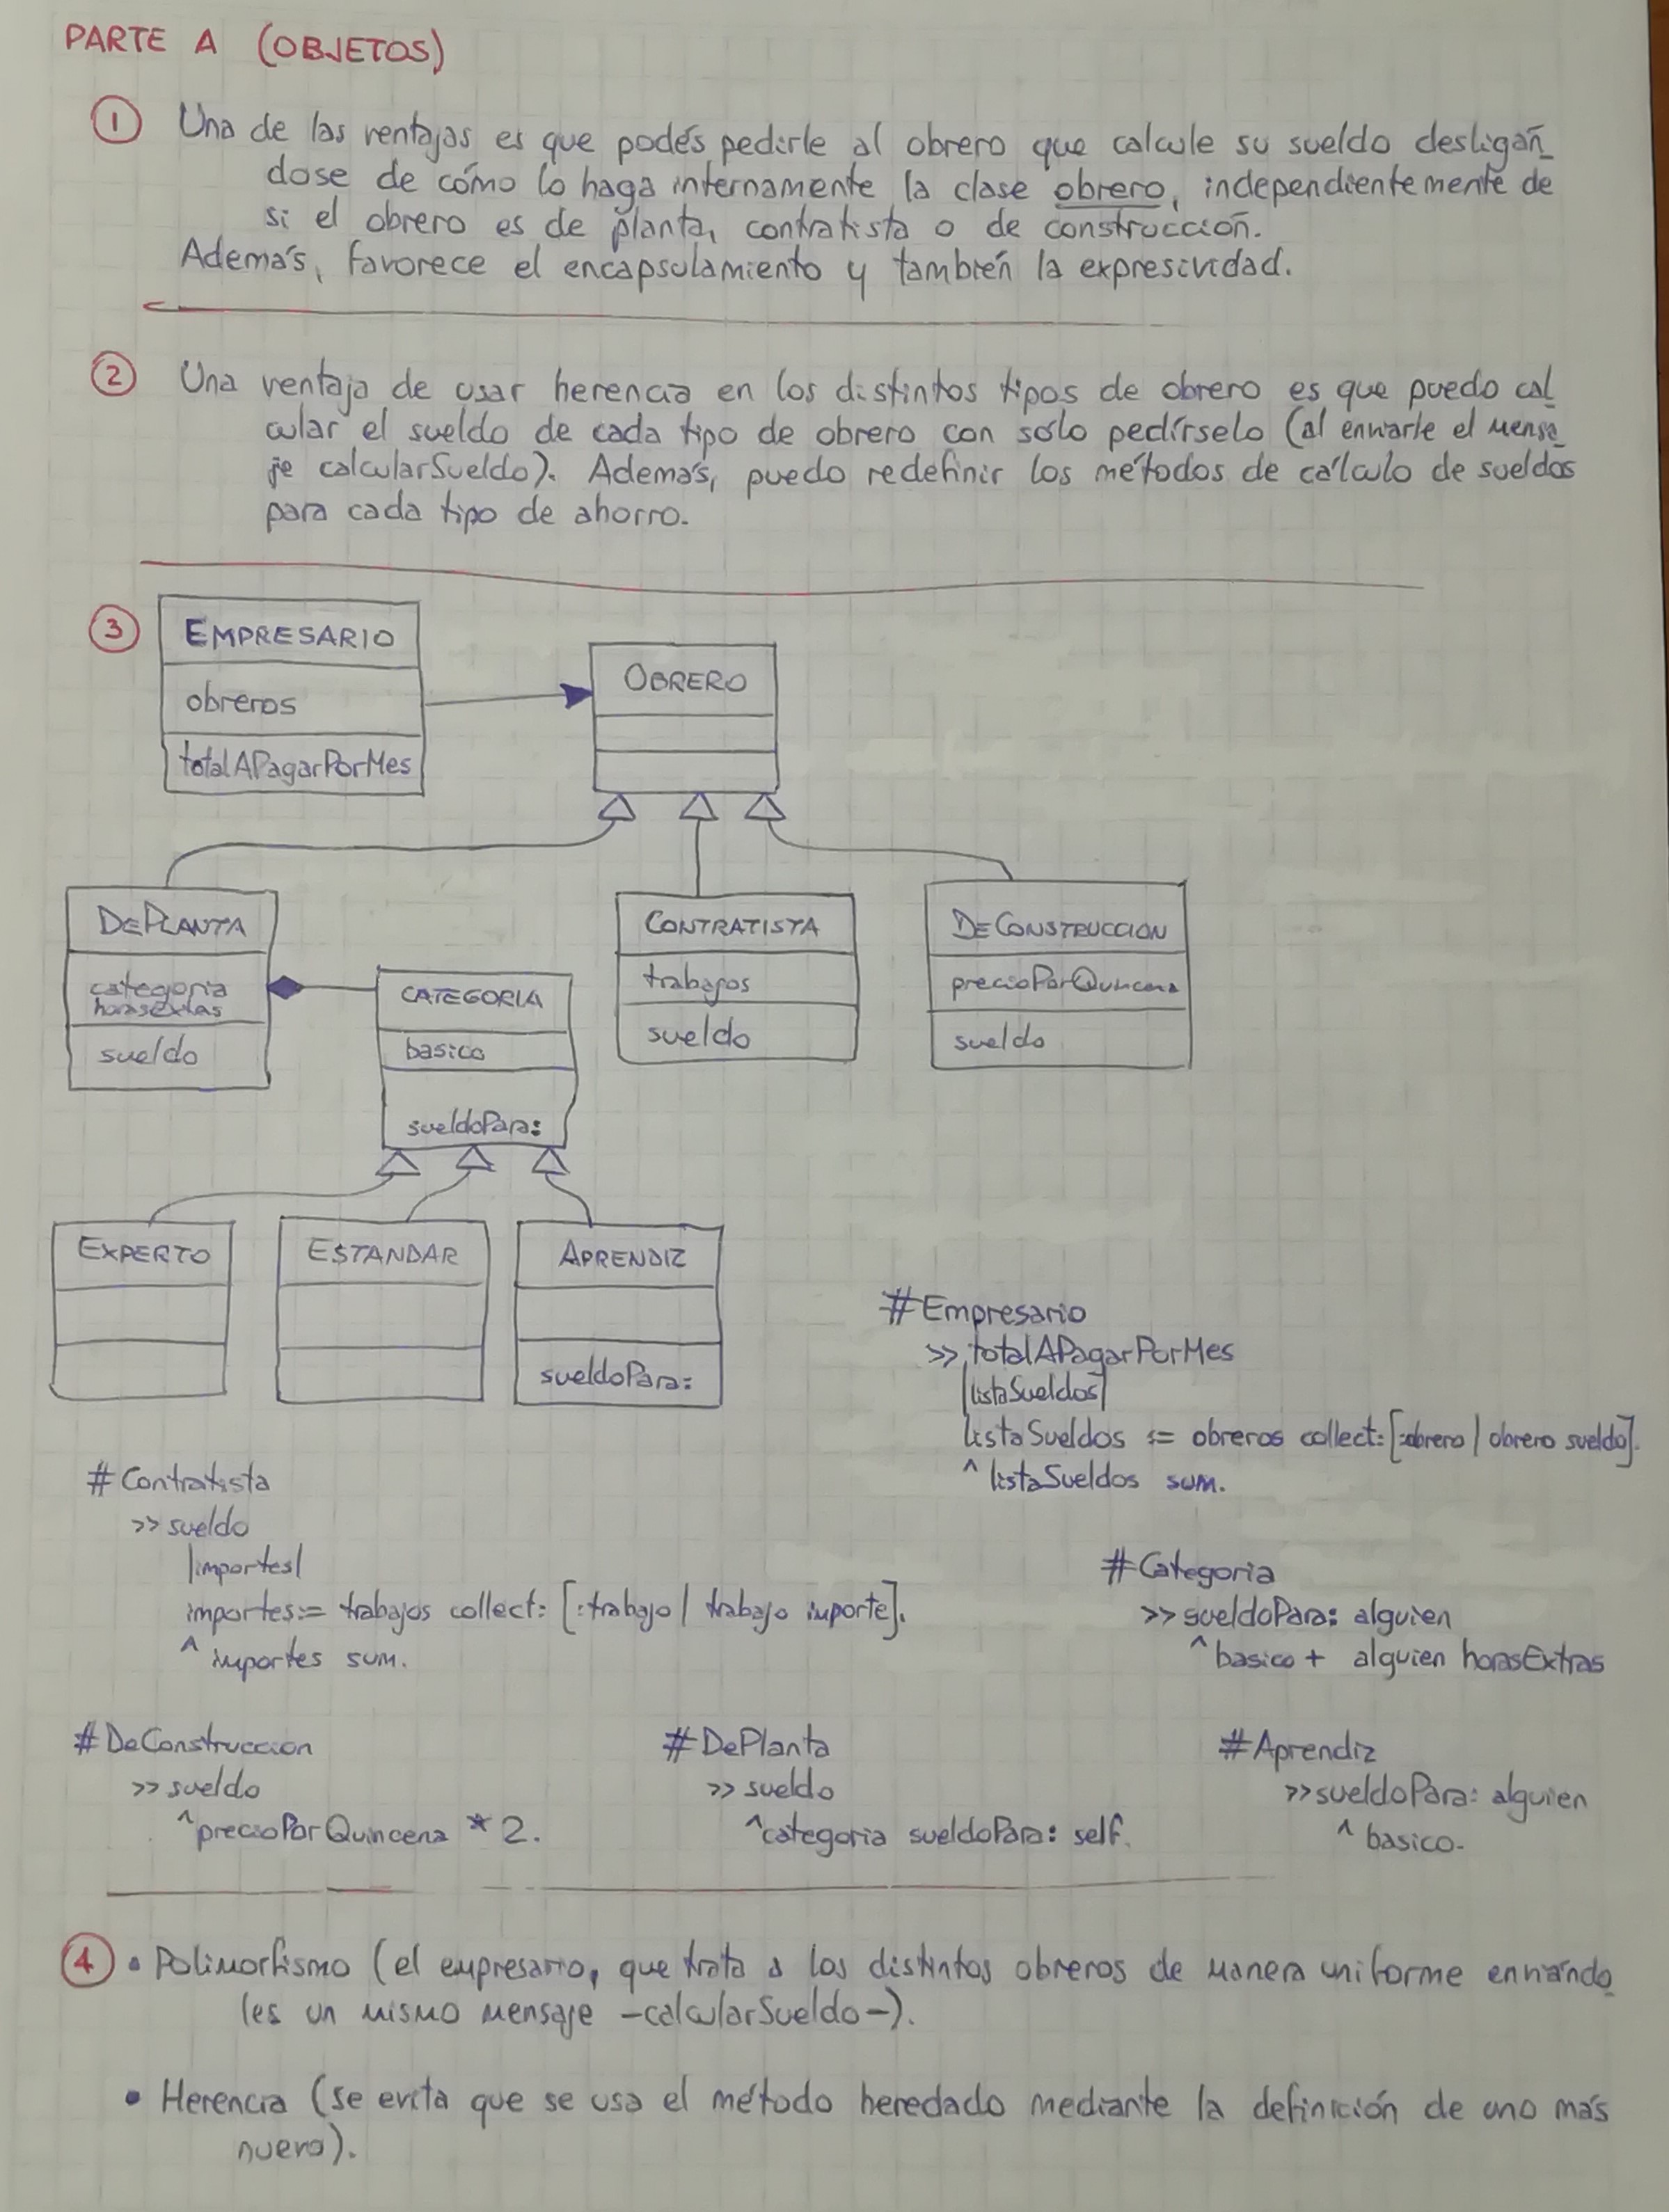 PARTE A (OBJETOS)
1 Una de las ventajas es que podés pedirle al obrero que calcule su sueldo desligán_
dose de cómo lo haga internamente la clase obrero, independientemente de
si el obrero es de planta, contratista o de construcción.
Además, favorece el encapsulamiento y también la expresividad.
2 Una ventaja de usar herencia en los distintos tipos de obrero es que puedo cal_
cular el sueldo de cada tipo de obrero con sólo pedírselo (al enviarle el mensa_
je calcularSueldo). Además, puedo redefinir los métodos de cálculo de sueldos
para cada tipo de ahorro.
3
EMPRESARIO
obreros
totalAPagarPorMes
OBRERO
DEPLANTA
categoria
horasExtras
sueldo
CATEGORIA
basico
sueldoPara:
CONTRATISTA
trabajos
sueldo
DECONSTRUCCION
precioPorQuincena
sueldo
EXPERTO
ESTANDAR
APRENDIZ
sueldoPara:
#Empresario
>> totalAPagarPorMes
|listaSueldos|
listaSueldos := obreros collect: [:obrero | obrero sueldo].
^ listaSueldos sum.
#Contratista
>> sueldo
|importes|
importes:= trabajos collect: [:trabajo | trabajo importe].
^ importes sum.
#Categoria
>> sueldoPara: alguien
^ basico + alguien horasExtras
#DeConstruccion
>> sueldo
^ precioPorQuincena * 2.
#DePlanta
>> sueldo
^categoria sueldoPara: self.
#Aprendiz
>>sueldoPara: alguien
^ basico.
4 • Polimorfismo (el empresario, que trata a los distintos obreros de manera uniforme enviándo_
les un mismo mensaje -calcularSueldo-).
• Herencia (se evita que se usa el método heredado mediante la definición de uno más
nuevo).